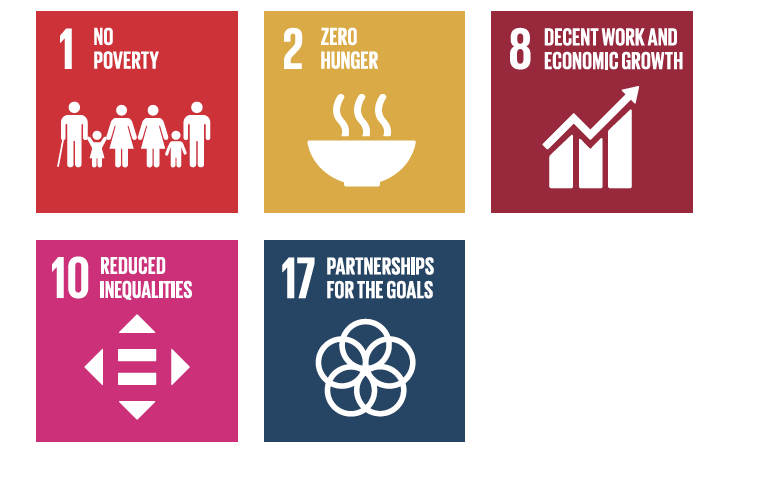 1 NO
POVERTY
2 ZERO
HUNGER
8 DECENT WORK AND
ECONOMIC GROWTH
10 REDUCED
INEQUALITIES
17 PARTNERSHIPS
FOR THE GOALS